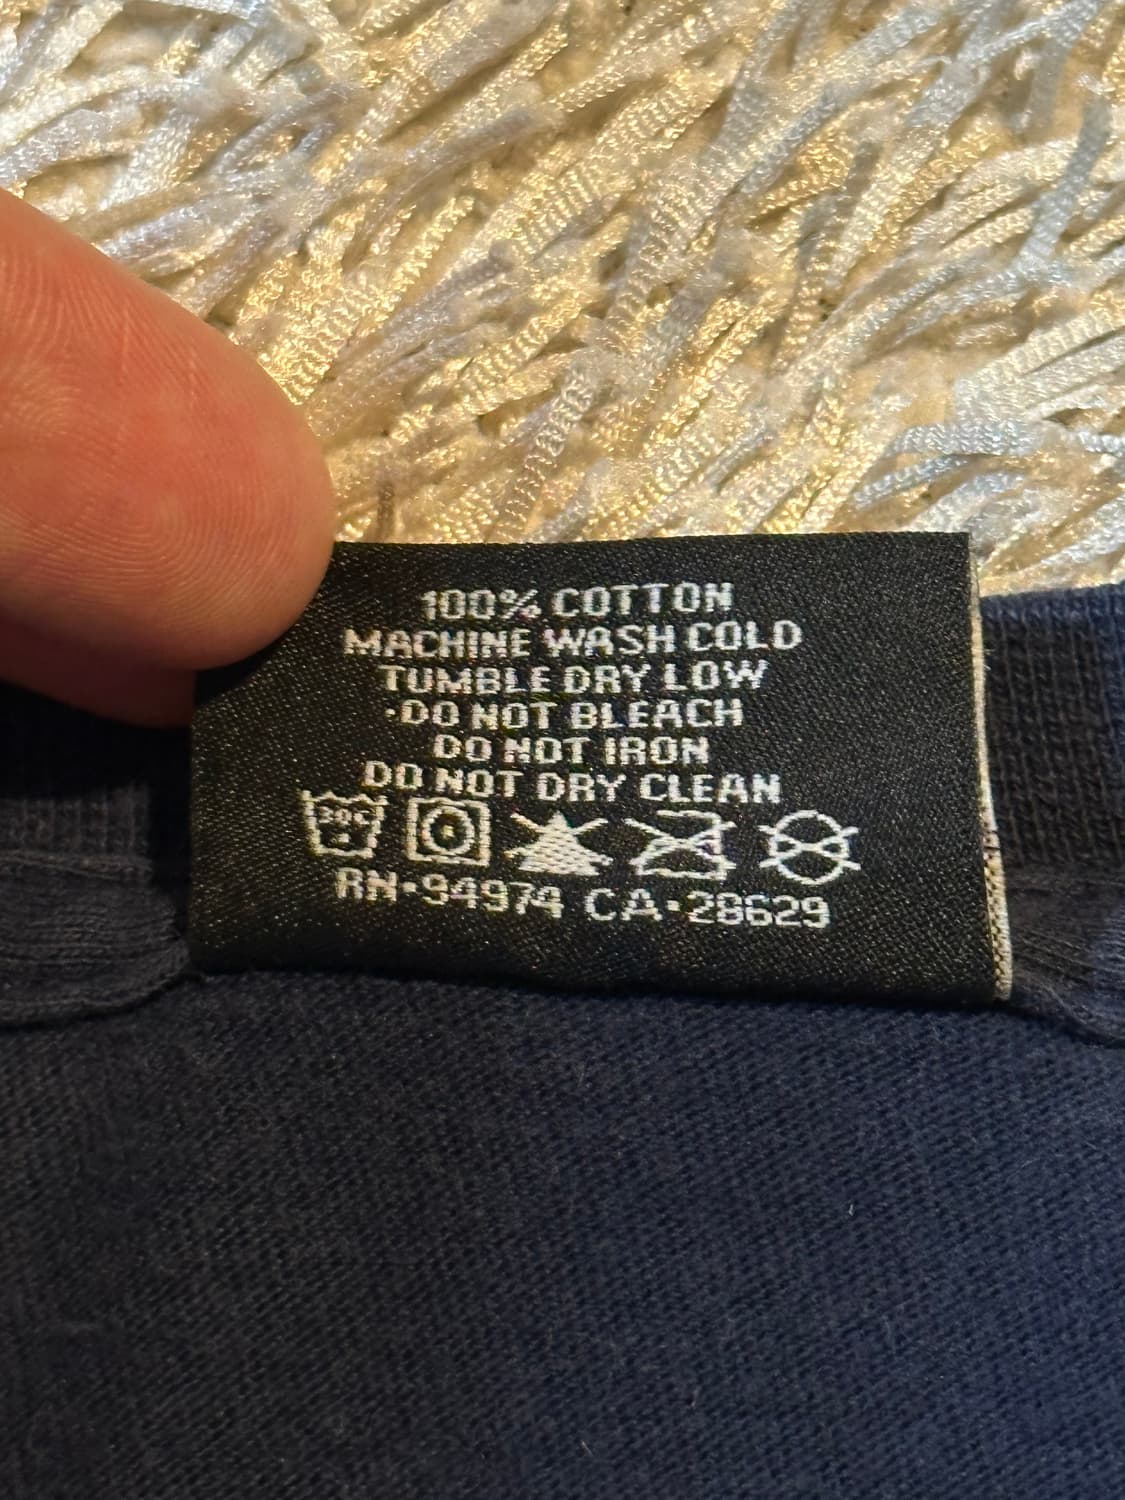 100% COTTON
MACHINE WASH COLD
TUMBLE DRY LOW
·DO NOT BLEACH
DO NOT IRON
DO NOT DRY CLEAN
30C
RN·94974 CA·28629